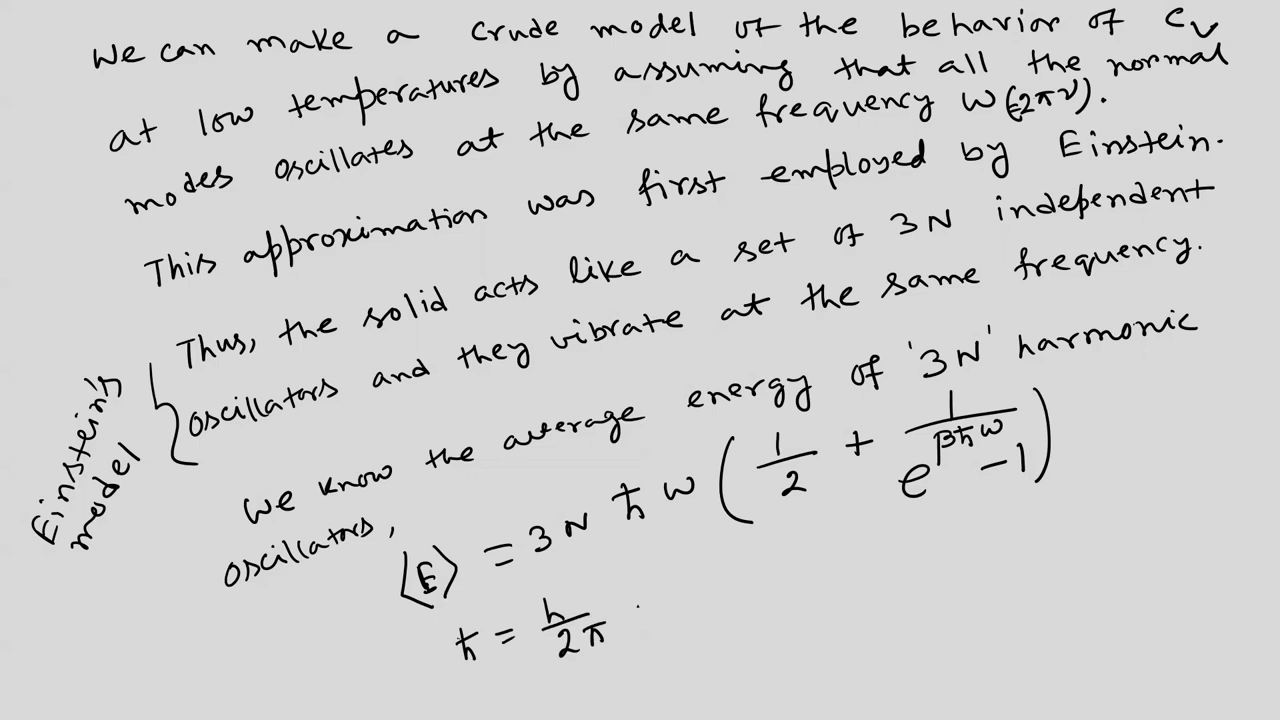 We can make a crude model of the behavior of Cᵥ
at low temperatures by assuming that all the normal
modes oscillates at the same frequency ω(=2πν).
This approximation was first employed by Einstein.
Thus, the solid acts like a set of 3N independent
oscillators and they vibrate at the same frequency.
Einstein's
model
We know the average energy of '3N' harmonic
oscillators,
⟨E⟩ = 3N ħω (1/2 + 1/(e^{βħω} - 1))
ħ = h/2π